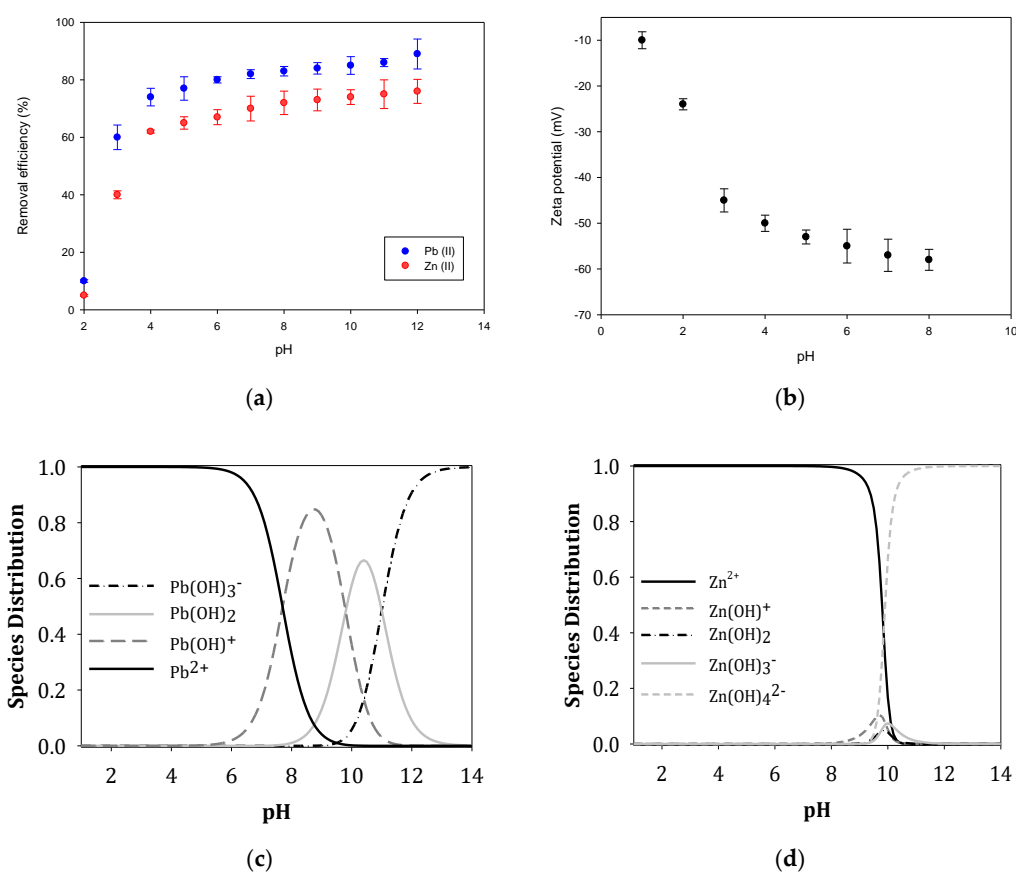 100
80
60
40
20
0
Removal efficiency (%)
Pb (II)
Zn (II)
2 4 6 8 10 12 14
pH
(a)
-10
-20
-30
-40
-50
-60
-70
Zeta potential (mV)
0 2 4 6 8 10
pH
(b)
1.0
0.8
0.6
0.4
0.2
0.0
Species Distribution
Pb(OH)3-
Pb(OH)2
Pb(OH)+
Pb2+
2 4 6 8 10 12 14
pH
(c)
1.0
0.8
0.6
0.4
0.2
0.0
Species Distribution
Zn2+
Zn(OH)+
Zn(OH)2
Zn(OH)3-
Zn(OH)42-
2 4 6 8 10 12 14
pH
(d)